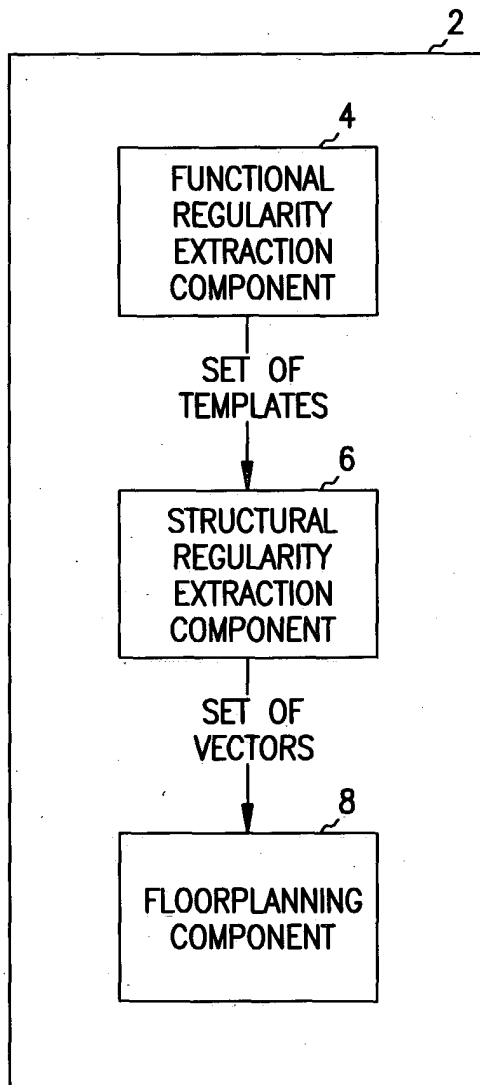 2
4
FUNCTIONAL
REGULARITY
EXTRACTION
COMPONENT
SET OF
TEMPLATES
6
STRUCTURAL
REGULARITY
EXTRACTION
COMPONENT
SET OF
VECTORS
8
FLOORPLANNING
COMPONENT